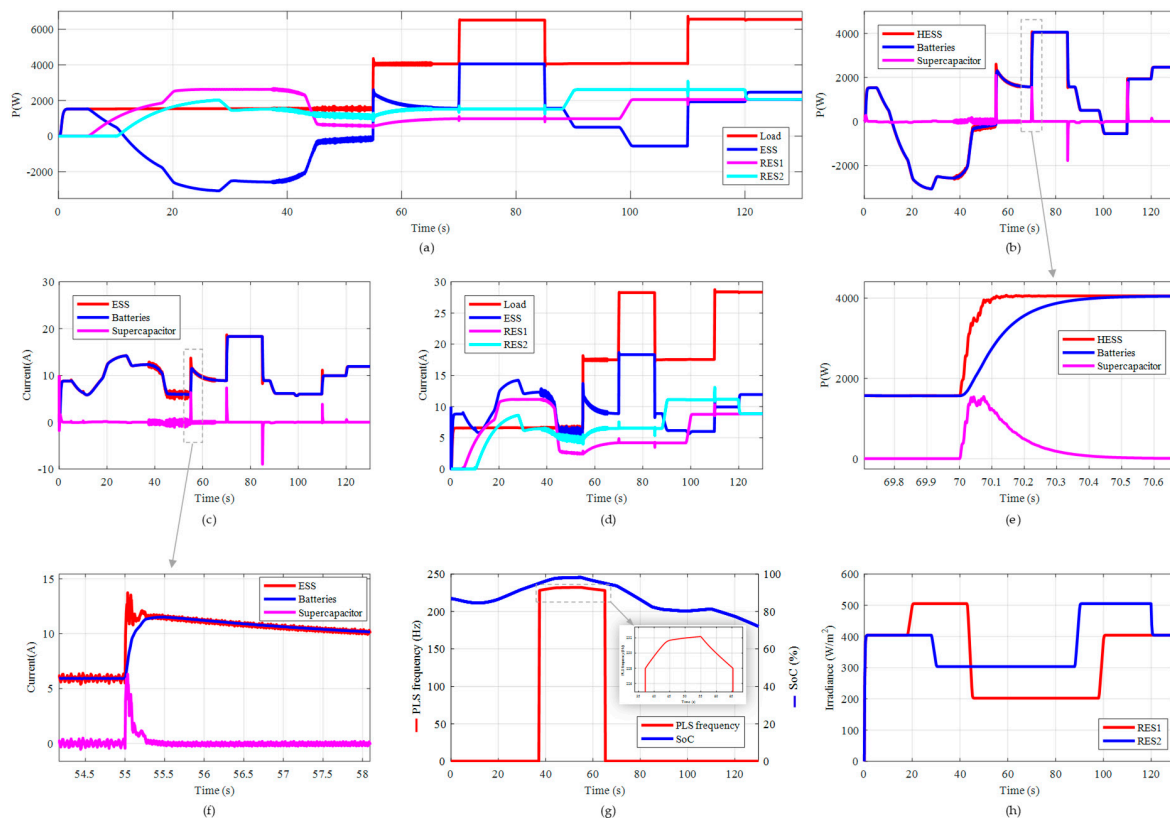 6000
4000
2000
0
-2000
P(W)
Load
ESS
RES1
RES2
0 20 40 60 80 100 120
Time (s)
(a)
4000
2000
0
-2000
P(W)
HESS
Batteries
Supercapacitor
0 20 40 60 80 100 120
Time (s)
(b)
30
20
10
0
-10
Current(A)
ESS
Batteries
Supercapacitor
0 20 40 60 80 100 120
Time (s)
(c)
30
25
20
15
10
5
0
Current(A)
Load
ESS
RES1
RES2
0 20 40 60 80 100 120
Time (s)
(d)
4000
2000
0
P(W)
HESS
Batteries
Supercapacitor
69.8 69.9 70 70.1 70.2 70.3 70.4 70.5 70.6
Time (s)
(e)
15
10
5
0
Current(A)
ESS
Batteries
Supercapacitor
54.5 55 55.5 56 56.5 57 57.5 58
Time (s)
(f)
250
200
150
100
50
0
PLS frequency (Hz)
100
80
60
40
20
0
SoC (%)
PLS frequency
SoC
0 20 40 60 80 100 120
Time (s)
(g)
600
500
400
300
200
100
0
Irradiance (W/m²)
RES1
RES2
0 20 40 60 80 100 120
Time (s)
(h)